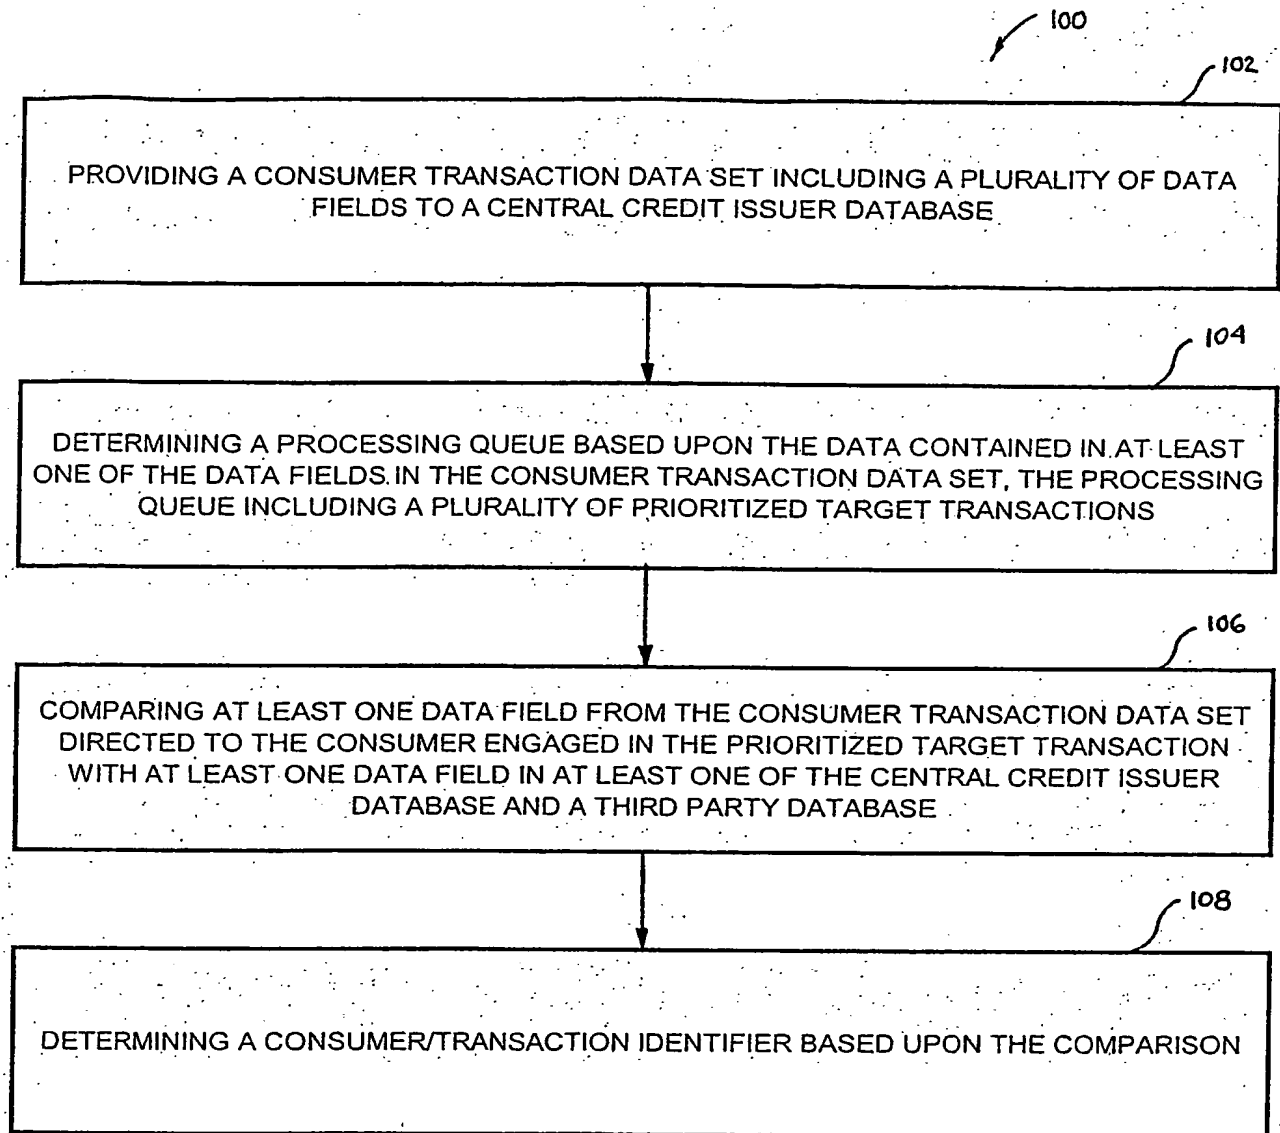 100
102
PROVIDING A CONSUMER TRANSACTION DATA SET INCLUDING A PLURALITY OF DATA
FIELDS TO A CENTRAL CREDIT ISSUER DATABASE
104
DETERMINING A PROCESSING QUEUE BASED UPON THE DATA CONTAINED IN AT LEAST
ONE OF THE DATA FIELDS IN THE CONSUMER TRANSACTION DATA SET, THE PROCESSING
QUEUE INCLUDING A PLURALITY OF PRIORITIZED TARGET TRANSACTIONS
106
COMPARING AT LEAST ONE DATA FIELD FROM THE CONSUMER TRANSACTION DATA SET
DIRECTED TO THE CONSUMER ENGAGED IN THE PRIORITIZED TARGET TRANSACTION
WITH AT LEAST ONE DATA FIELD IN AT LEAST ONE OF THE CENTRAL CREDIT ISSUER
DATABASE AND A THIRD PARTY DATABASE
108
DETERMINING A CONSUMER/TRANSACTION IDENTIFIER BASED UPON THE COMPARISON